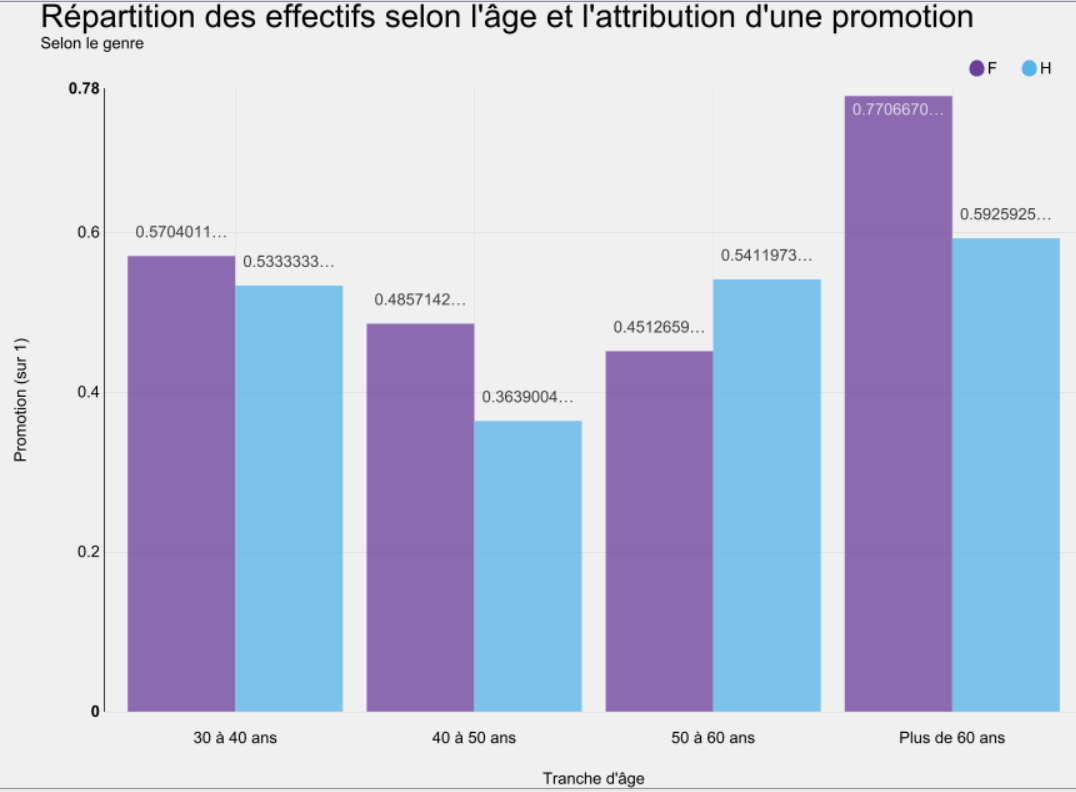 Répartition des effectifs selon l'âge et l'attribution d'une promotion
Selon le genre
F H
0.78
0.7706670…
0.5925925…
0.6
0.5704011…
0.5333333…
0.5411973…
0.4857142…
0.4512659…
0.4
0.3639004…
Promotion (sur 1)
0.2
0
30 à 40 ans 40 à 50 ans 50 à 60 ans Plus de 60 ans
Tranche d'âge